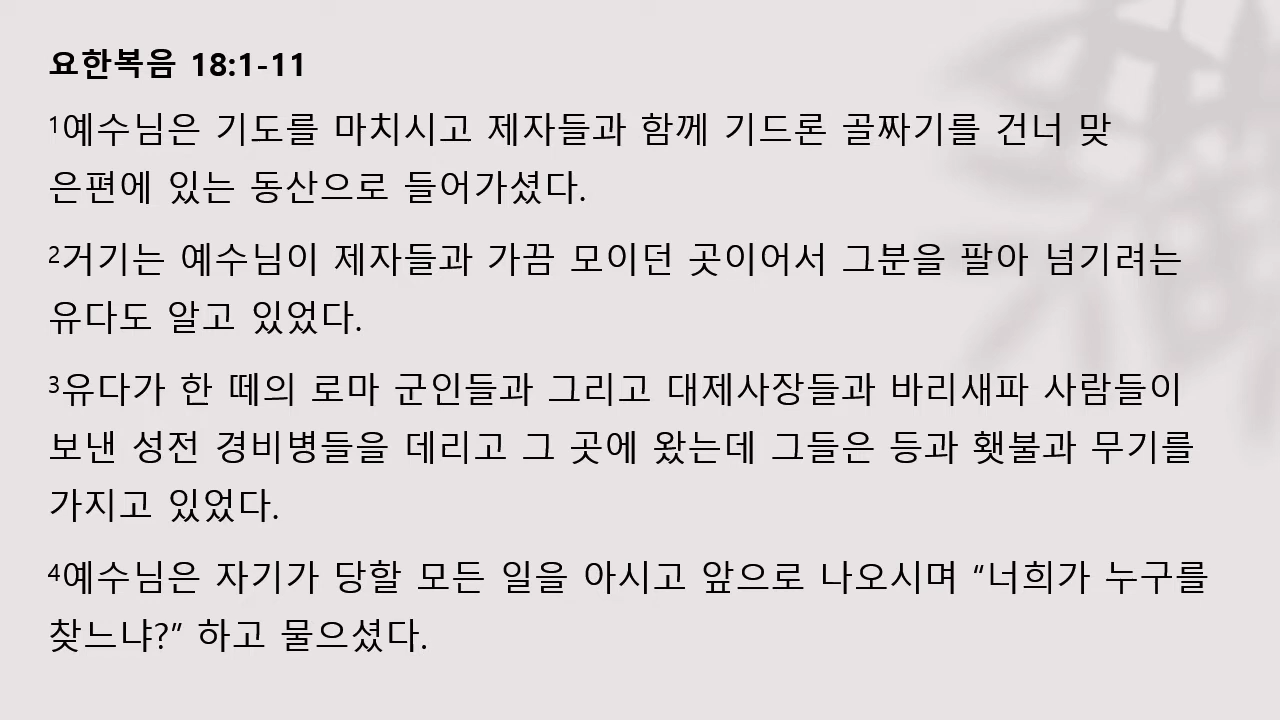 요한복음 18:1-11
¹예수님은 기도를 마치시고 제자들과 함께 기드론 골짜기를 건너 맞
은편에 있는 동산으로 들어가셨다.
²거기는 예수님이 제자들과 가끔 모이던 곳이어서 그분을 팔아 넘기려는
유다도 알고 있었다.
³유다가 한 떼의 로마 군인들과 그리고 대제사장들과 바리새파 사람들이
보낸 성전 경비병들을 데리고 그 곳에 왔는데 그들은 등과 횃불과 무기를
가지고 있었다.
⁴예수님은 자기가 당할 모든 일을 아시고 앞으로 나오시며 “너희가 누구를
찾느냐?” 하고 물으셨다.